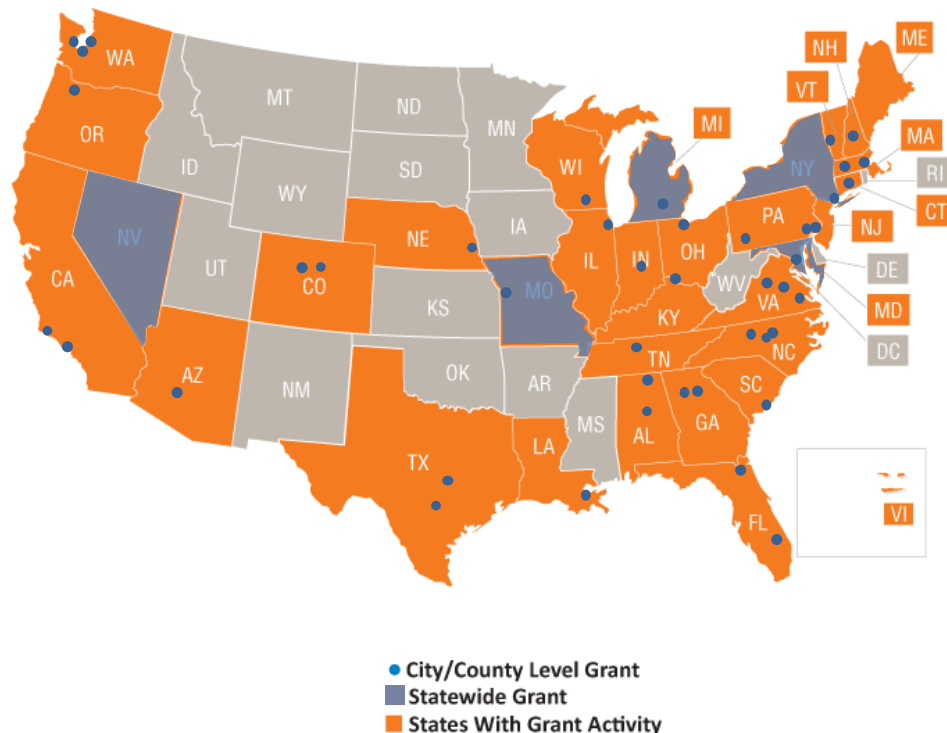 WA
OR
CA
NV
ID
MT
WY
UT
AZ
CO
NM
ND
SD
NE
KS
OK
TX
MN
IA
MO
AR
LA
WI
IL
MI
IN
OH
KY
TN
MS
AL
GA
FL
SC
NC
VA
WV
PA
NY
VT
NH
ME
MA
RI
CT
NJ
DE
MD
DC
VI
City/County Level Grant
Statewide Grant
States With Grant Activity